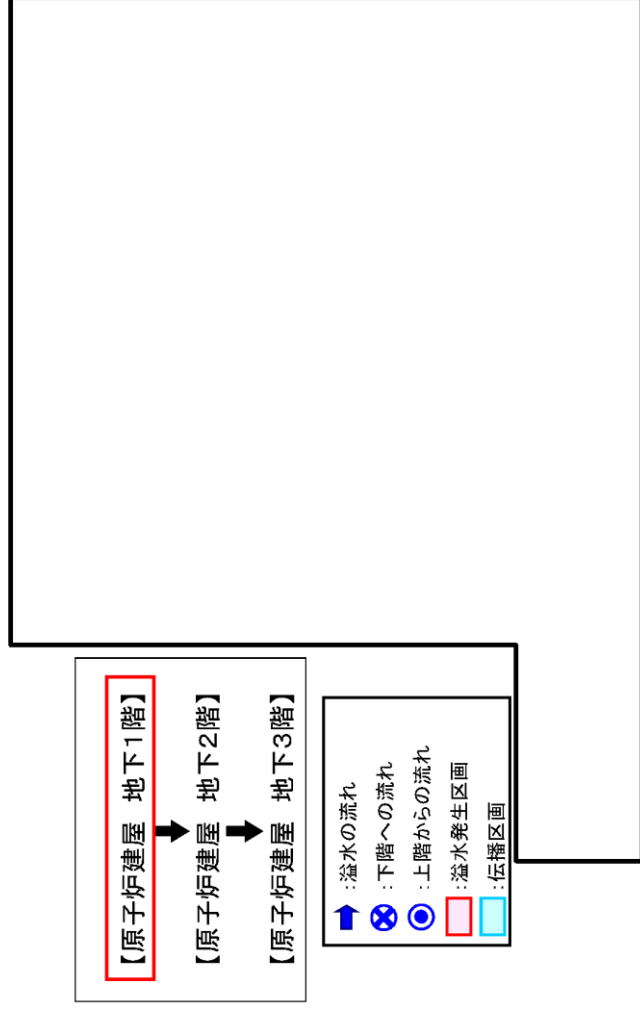 【原子炉建屋 地下1階】
【原子炉建屋 地下2階】
【原子炉建屋 地下3階】
:溢水の流れ
:下階への流れ
:上階からの流れ
:溢水発生区画
:伝播区画